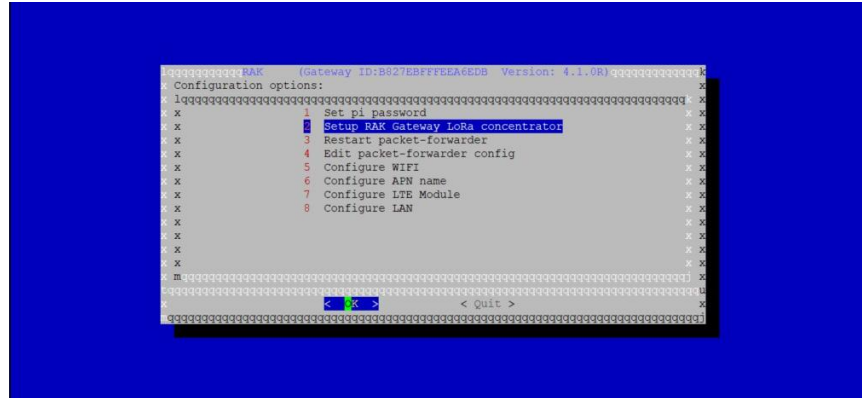 RAK (Gateway ID:B827EBFFFEEA6EDB Version: 4.1.0R)
Configuration options:
1 Set pi password
2 Setup RAK Gateway LoRa concentrator
3 Restart packet-forwarder
4 Edit packet-forwarder config
5 Configure WIFI
6 Configure APN name
7 Configure LTE Module
8 Configure LAN
< OK > < Quit >